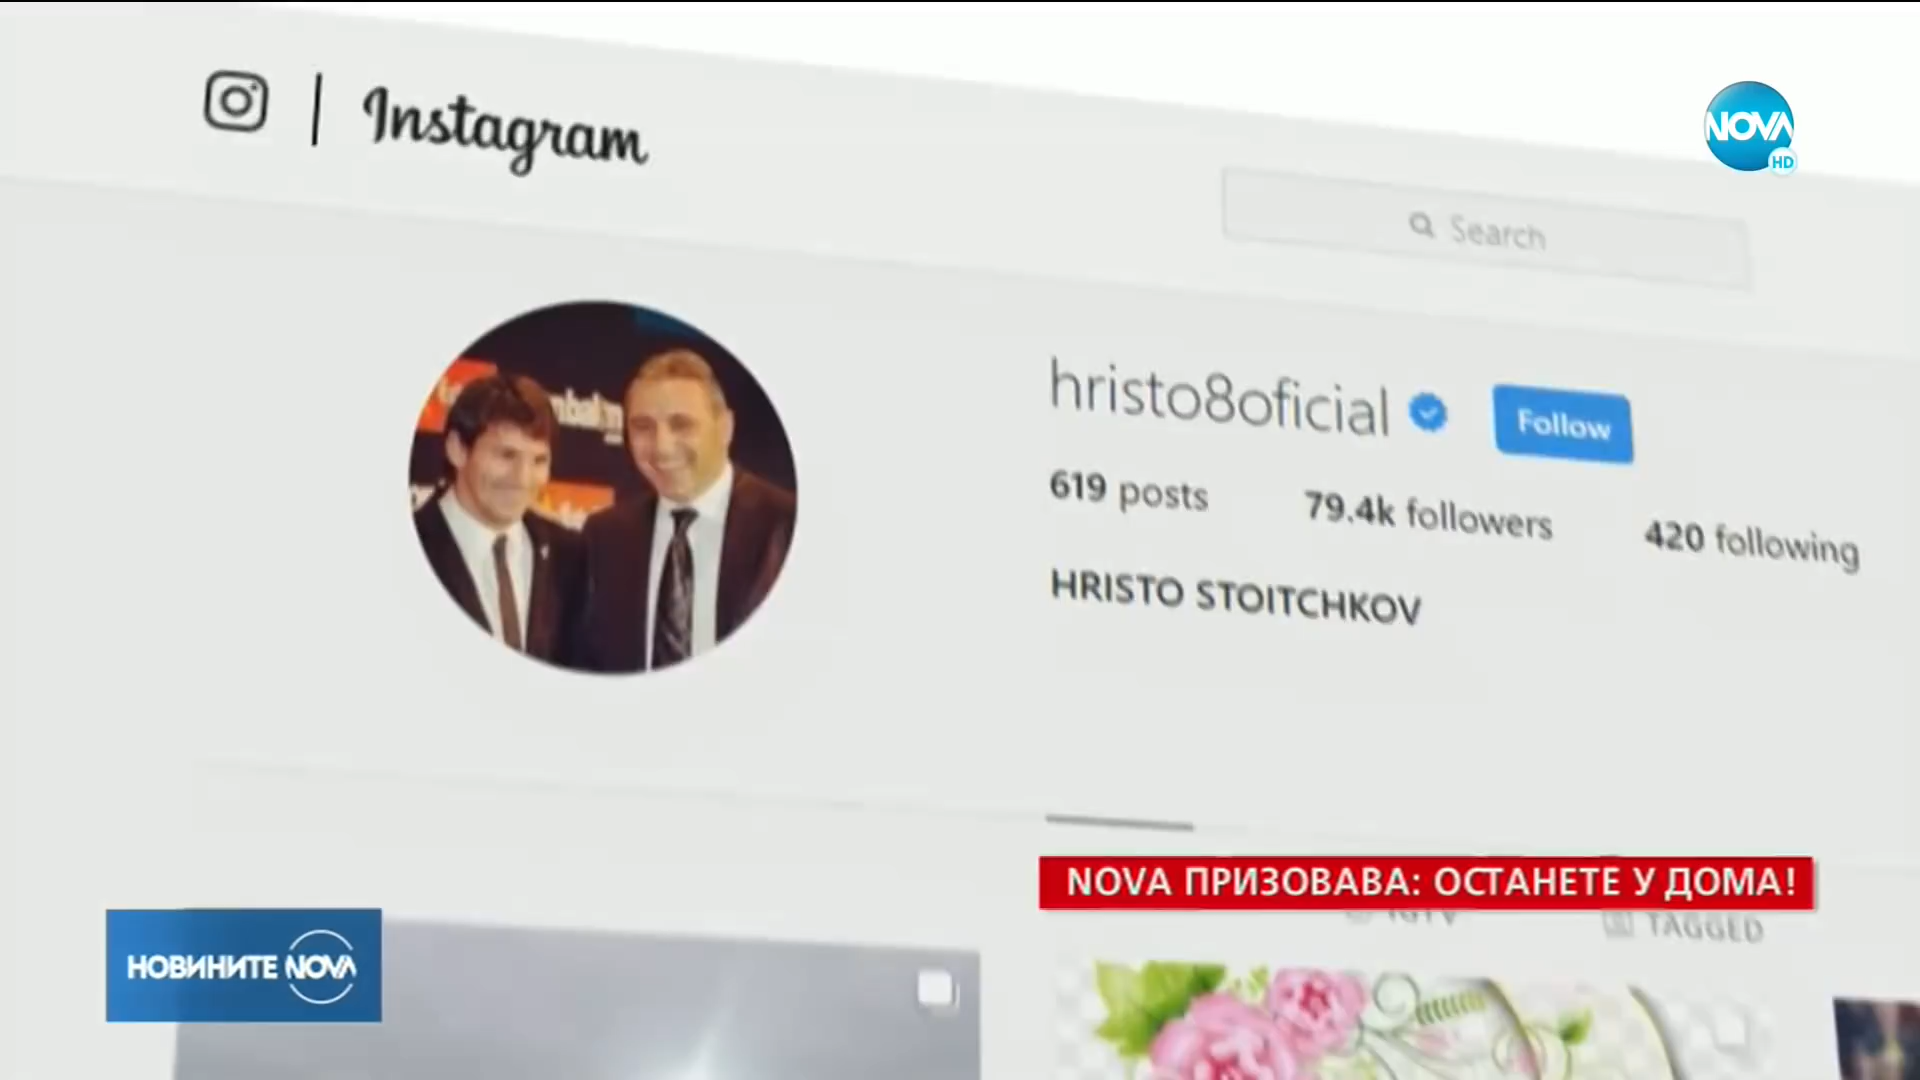 Instagram
NOVA
HD
Search
hristo8oficial
Follow
619 posts
79.4k followers
420 following
HRISTO STOITCHKOV
NOVA ПРИЗОВАВА: ОСТАНЕТЕ У ДОМА!
IGTV
TAGGED
НОВИНИТЕ NOVA